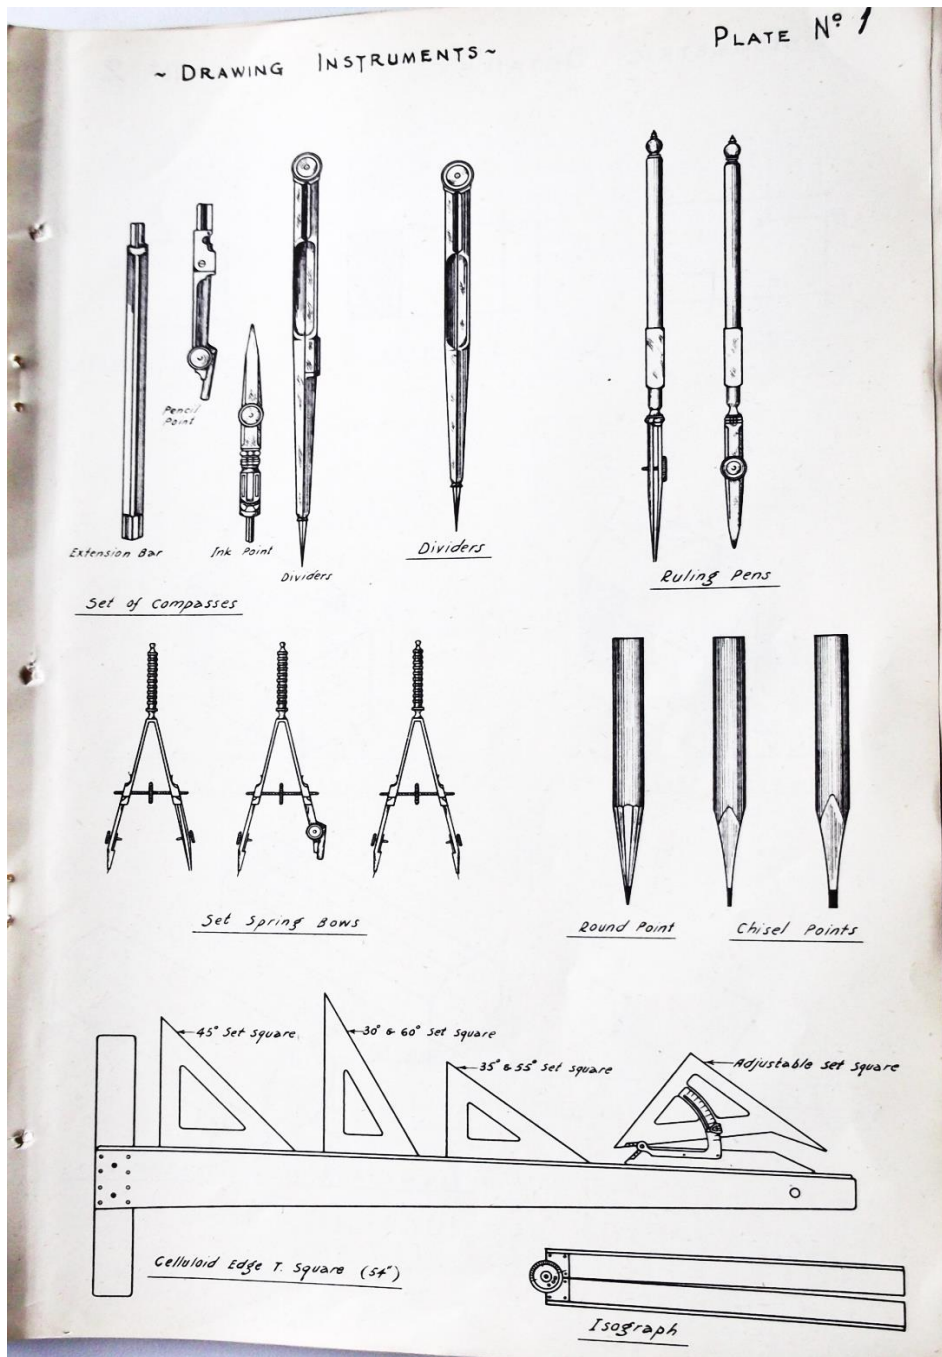 ~ DRAWING INSTRUMENTS ~
PLATE Nº 1
Pencil
Point
Extension Bar
Ink Point
Dividers
Set of Compasses
Dividers
Ruling Pens
Set Spring Bows
Round Point
Chisel Points
45° Set Square.
30° & 60° Set Square
35° & 55° Set Square
Adjustable Set Square
Celluloid Edge T. Square (54")
Isograph